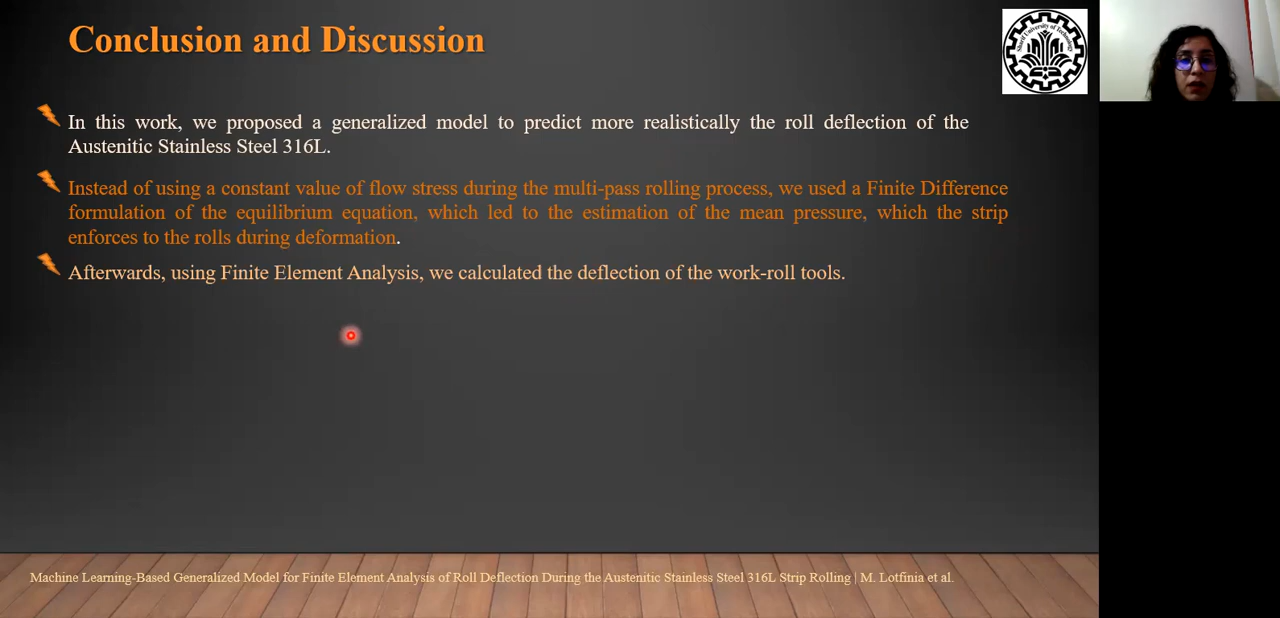 Conclusion and Discussion
Sharif University of Technology
In this work, we proposed a generalized model to predict more realistically the roll deflection of the
Austenitic Stainless Steel 316L.
Instead of using a constant value of flow stress during the multi-pass rolling process, we used a Finite Difference
formulation of the equilibrium equation, which led to the estimation of the mean pressure, which the strip
enforces to the rolls during deformation.
Afterwards, using Finite Element Analysis, we calculated the deflection of the work-roll tools.
Machine Learning-Based Generalized Model for Finite Element Analysis of Roll Deflection During the Austenitic Stainless Steel 316L Strip Rolling | M. Lotfinia et al.